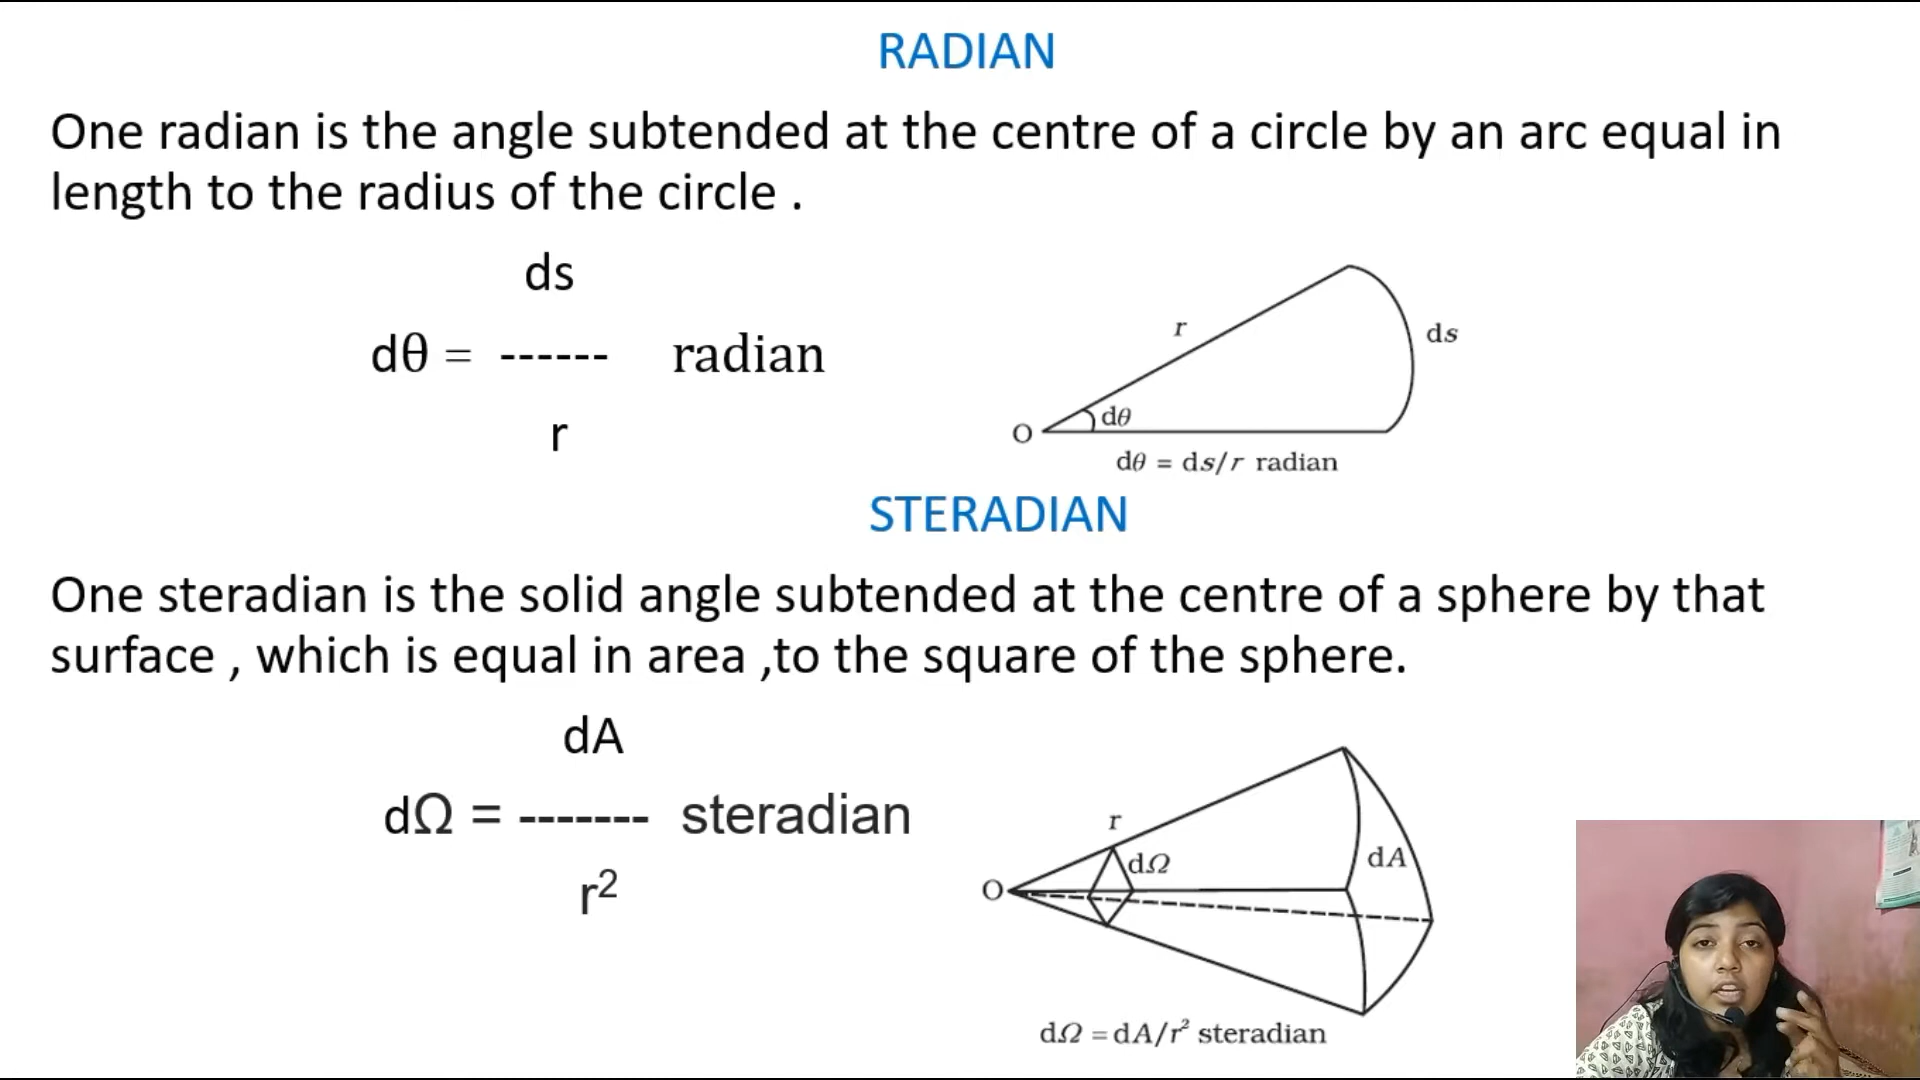 RADIAN
One radian is the angle subtended at the centre of a circle by an arc equal in
length to the radius of the circle .
ds
dθ = ------ radian
r
r
ds
dθ
O
dθ = ds/r radian
STERADIAN
One steradian is the solid angle subtended at the centre of a sphere by that
surface , which is equal in area ,to the square of the sphere.
dA
dΩ = ------- steradian
r²
r
dΩ
dA
O
dΩ = dA/r² steradian